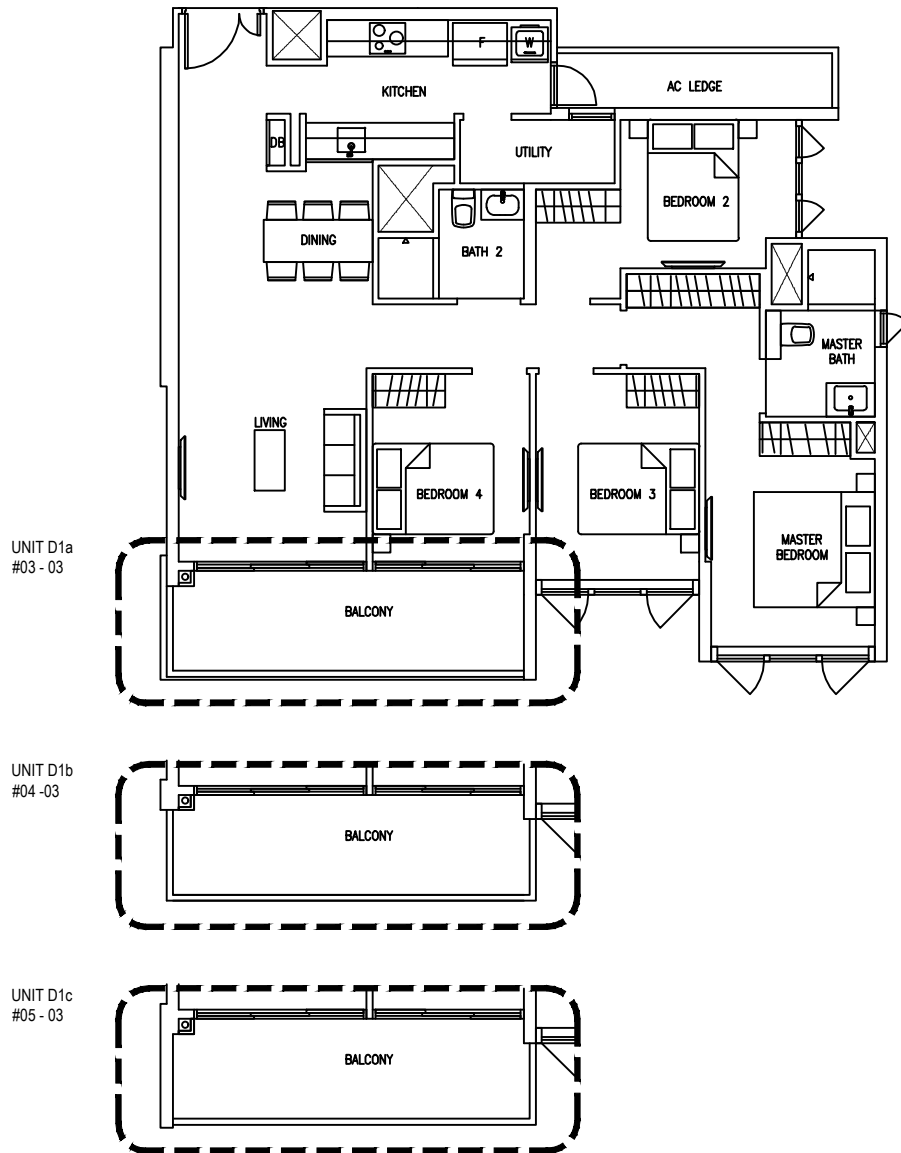 F
W
KITCHEN
AC LEDGE
DB
UTILITY
BEDROOM 2
DINING
BATH 2
MASTER
BATH
LIVING
BEDROOM 4
BEDROOM 3
MASTER
BEDROOM
UNIT D1a
#03 - 03
BALCONY
UNIT D1b
#04 -03
BALCONY
UNIT D1c
#05 - 03
BALCONY